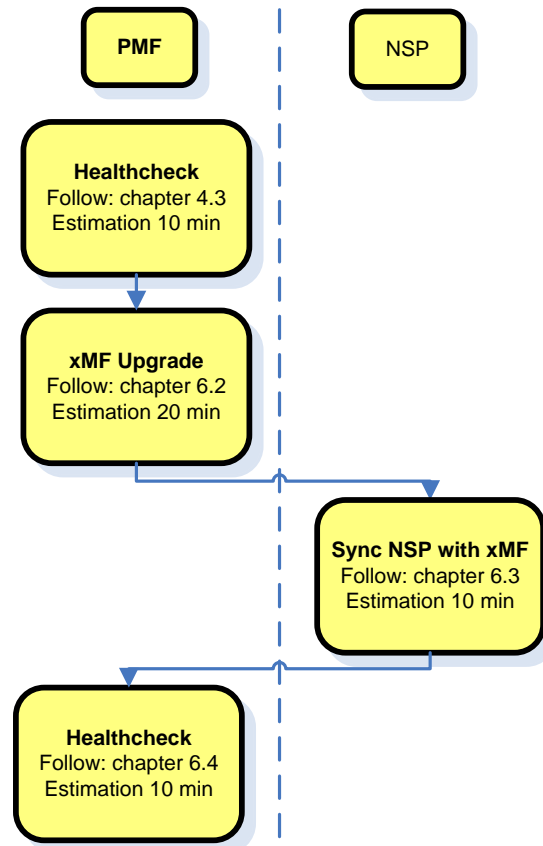 PMF
NSP
Healthcheck
Follow: chapter 4.3
Estimation 10 min
xMF Upgrade
Follow: chapter 6.2
Estimation 20 min
Sync NSP with xMF
Follow: chapter 6.3
Estimation 10 min
Healthcheck
Follow: chapter 6.4
Estimation 10 min